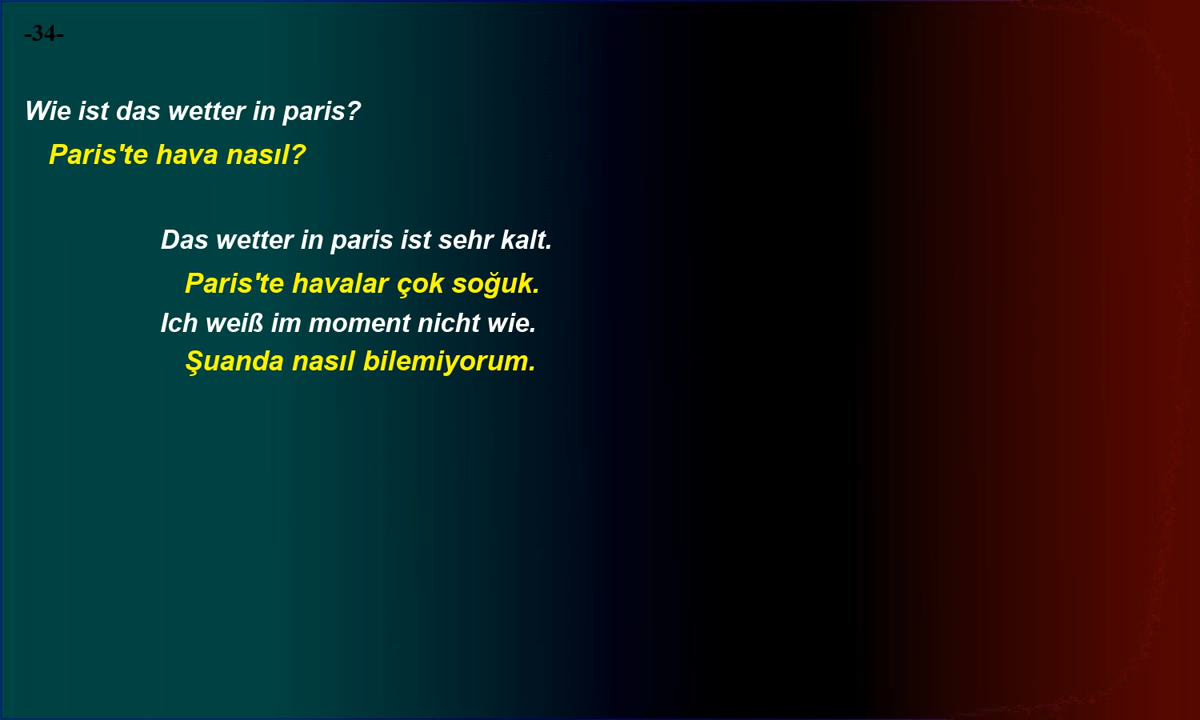 -34-
Wie ist das wetter in paris?
Paris'te hava nasıl?
Das wetter in paris ist sehr kalt.
Paris'te havalar çok soğuk.
Ich weiß im moment nicht wie.
Şuanda nasıl bilemiyorum.